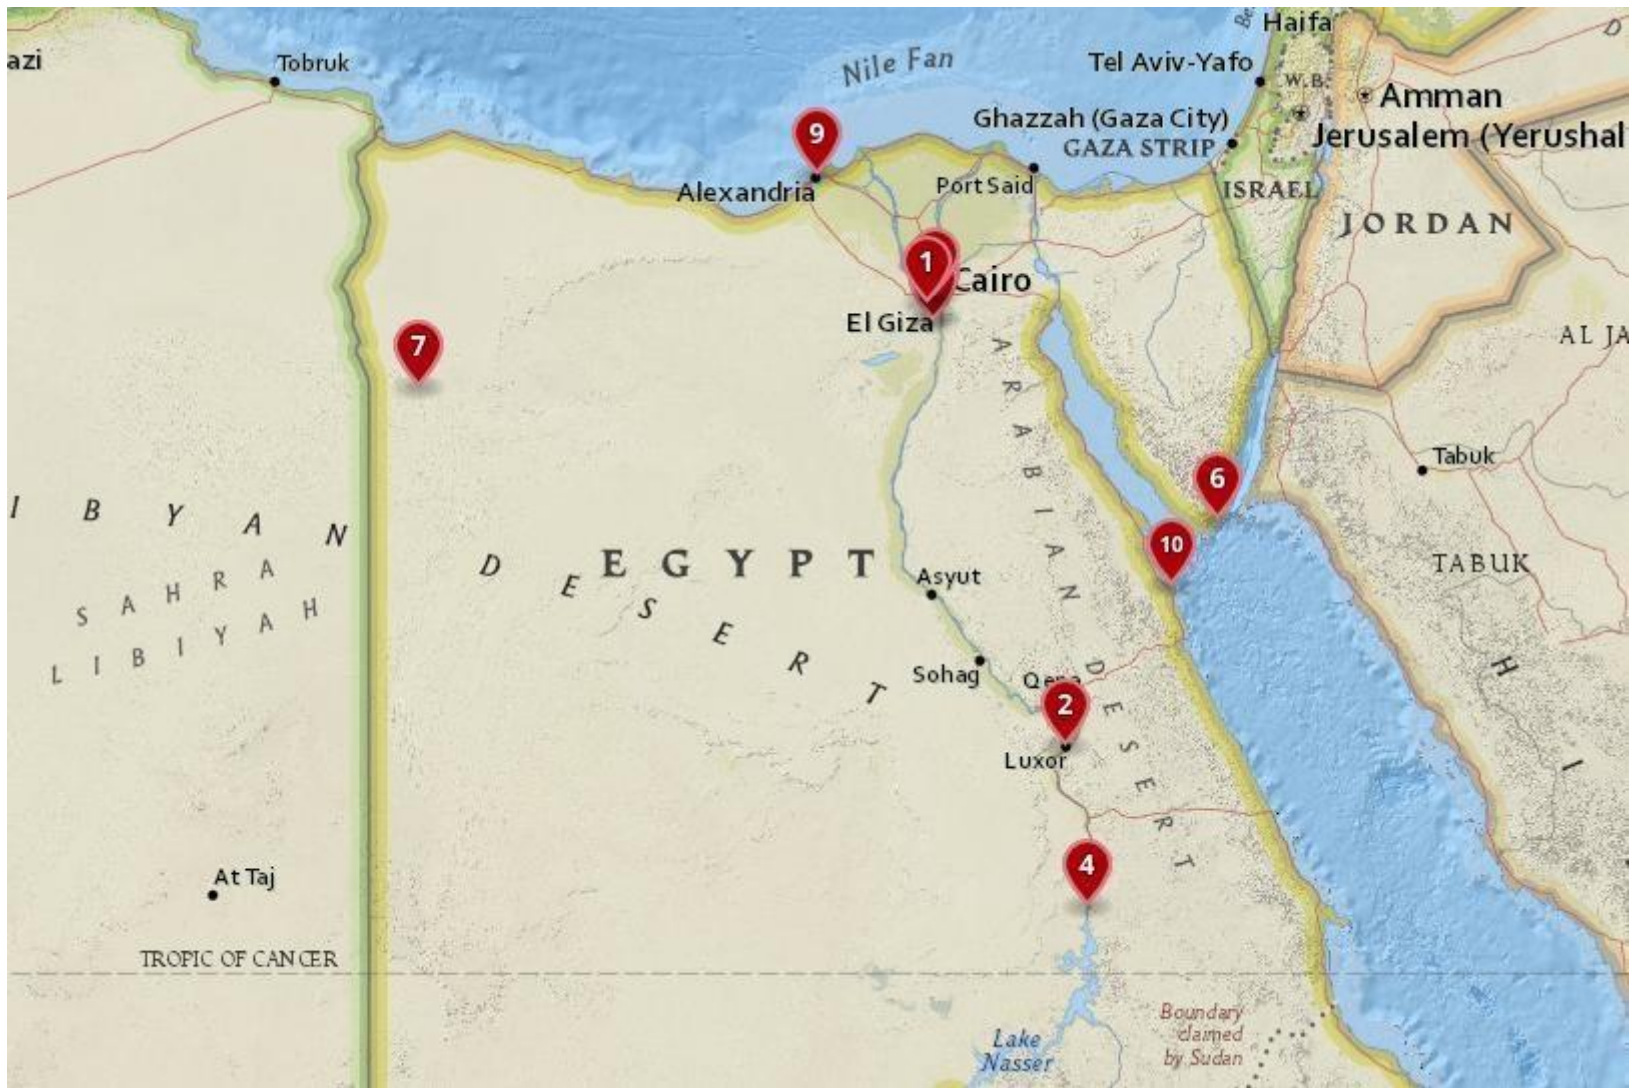 azi
Tobruk
Nile Fan
Be
Haifa
D
Tel Aviv-Yafo
W.B.
Amman
Ghazzah (Gaza City)
GAZA STRIP
Jerusalem (Yerushal
9
Alexandria
Port Said
ISRAEL
JORDAN
1
Cairo
El Giza
7
AL JA
ARABIAN DESERT
Tabuk
6
10
IBYAN DESERT
EGYPT
SAHRA
LIBIYAH
Asyut
TABUK
Sohag
Qena
2
Luxor
H I
4
At Taj
TROPIC OF CANCER
Lake
Nasser
Boundary
claimed
by Sudan